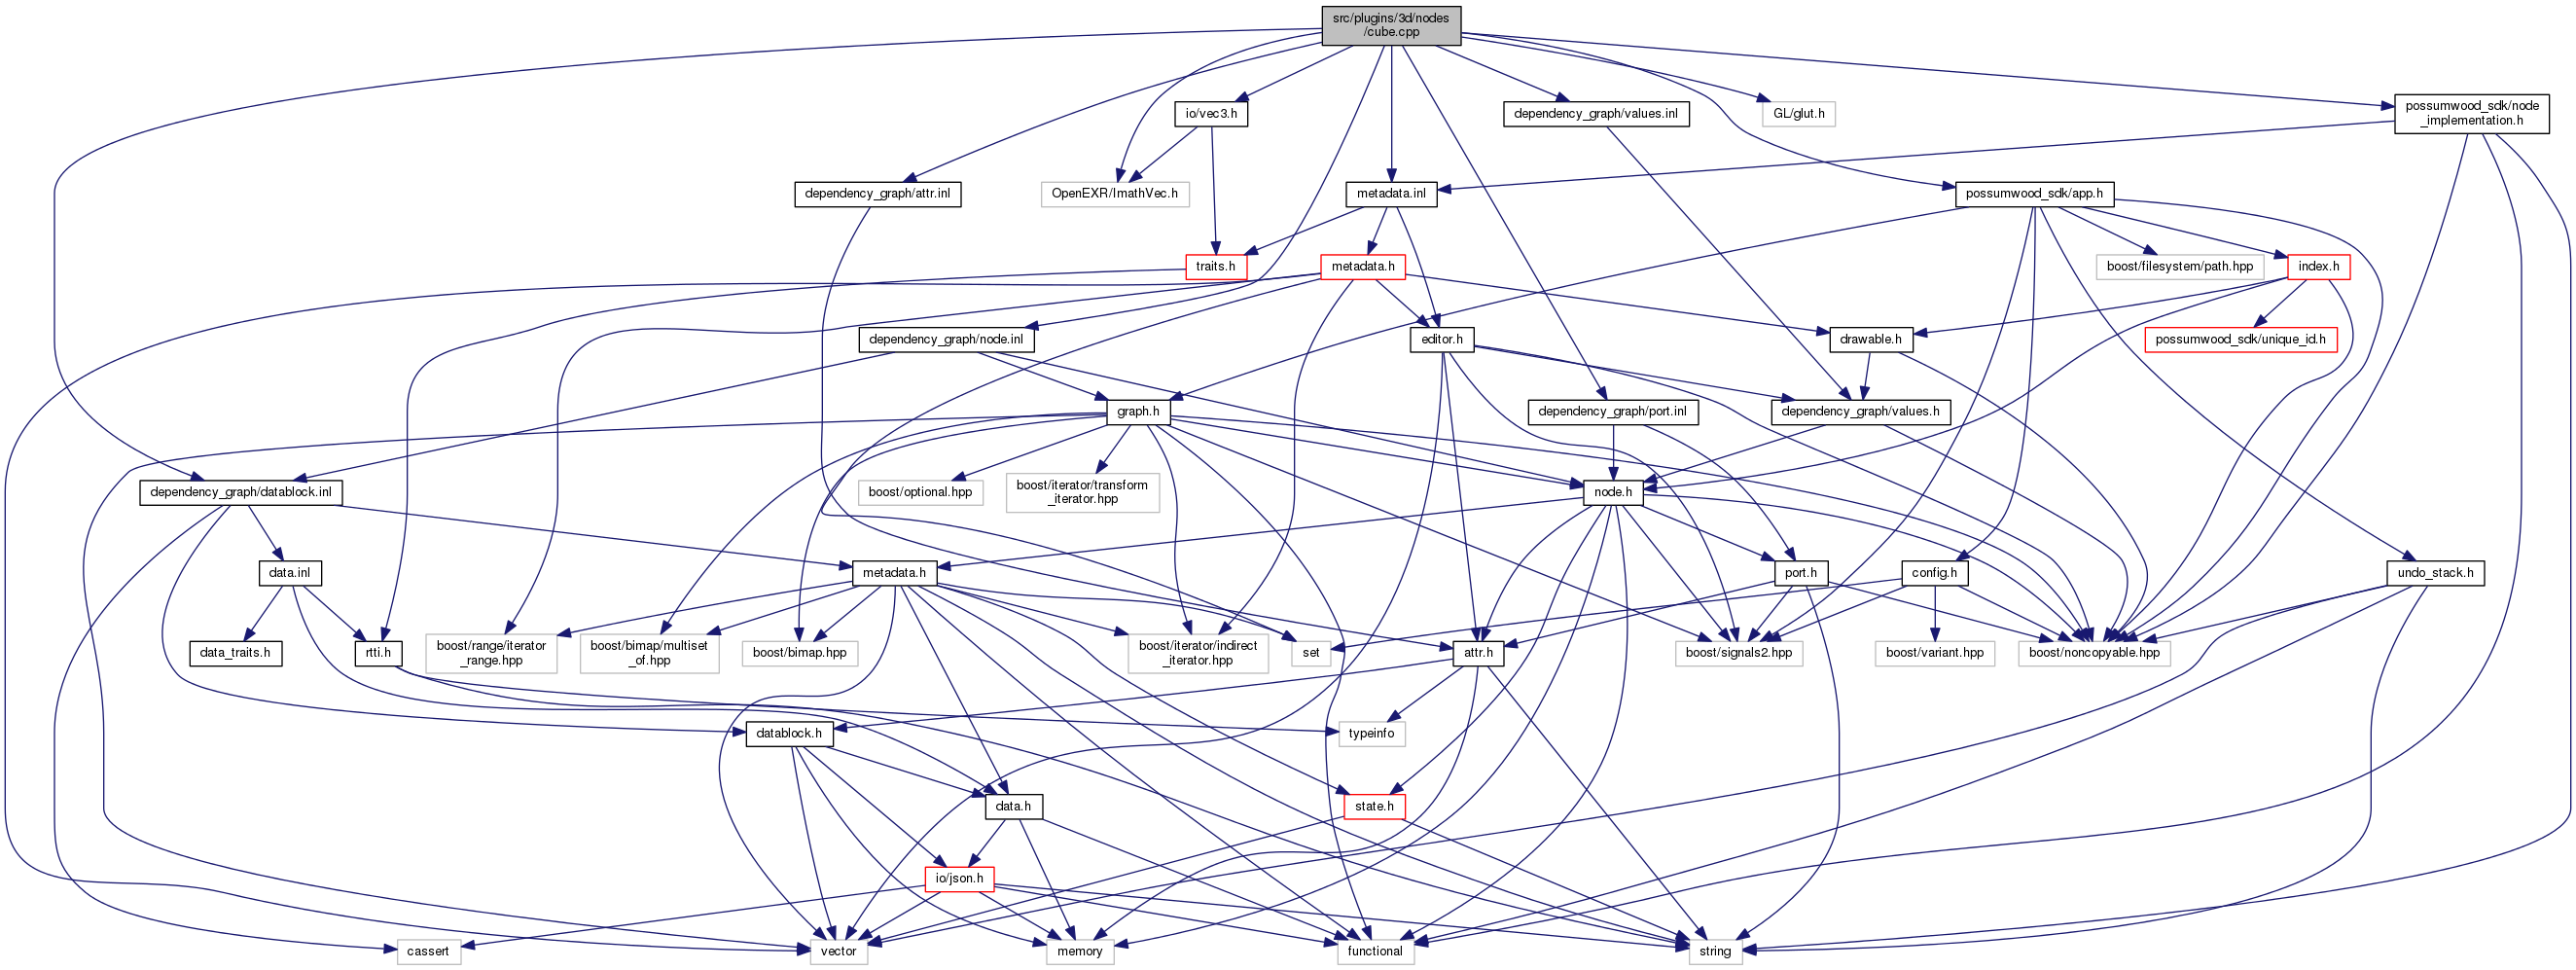 src/plugins/3d/nodes
/cube.cpp
io/vec3.h
dependency_graph/values.inl
GL/glut.h
possumwood_sdk/node
_implementation.h
dependency_graph/attr.inl
OpenEXR/ImathVec.h
metadata.inl
possumwood_sdk/app.h
traits.h
metadata.h
boost/filesystem/path.hpp
index.h
dependency_graph/node.inl
editor.h
drawable.h
possumwood_sdk/unique_id.h
graph.h
dependency_graph/port.inl
dependency_graph/values.h
dependency_graph/datablock.inl
boost/optional.hpp
boost/iterator/transform
_iterator.hpp
node.h
data.inl
metadata.h
port.h
config.h
undo_stack.h
data_traits.h
rtti.h
boost/range/iterator
_range.hpp
boost/bimap/multiset
_of.hpp
boost/bimap.hpp
boost/iterator/indirect
_iterator.hpp
set
attr.h
boost/signals2.hpp
boost/variant.hpp
boost/noncopyable.hpp
datablock.h
typeinfo
data.h
state.h
io/json.h
cassert
vector
memory
functional
string